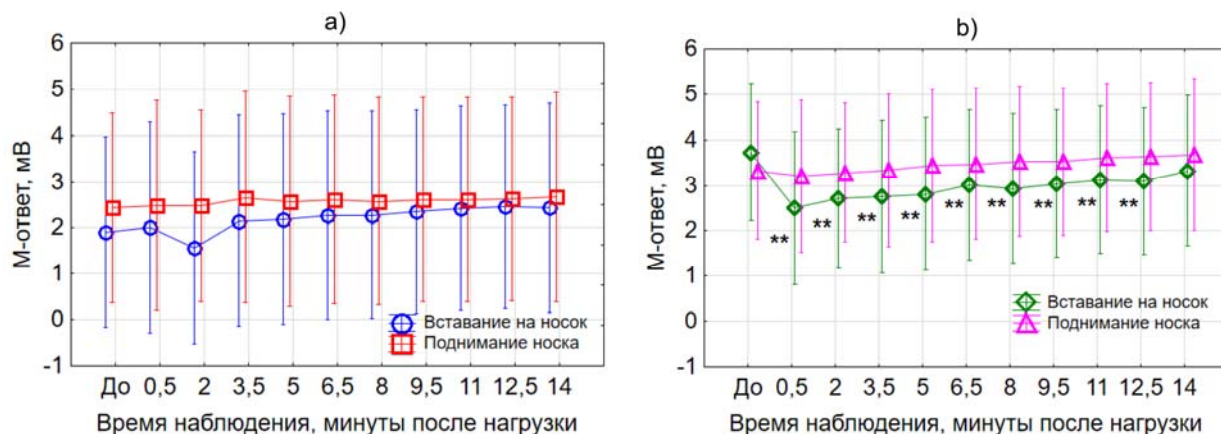 a)
М-ответ, мВ
6
5
4
3
2
1
0
-1
Вставание на носок
Поднимание носка
До 0,5 2 3,5 5 6,5 8 9,5 11 12,5 14
Время наблюдения, минуты после нагрузки
b)
М-ответ, мВ
6
5
4
3
2
1
0
-1
** ** ** ** ** ** ** ** **
Вставание на носок
Поднимание носка
До 0,5 2 3,5 5 6,5 8 9,5 11 12,5 14
Время наблюдения, минуты после нагрузки